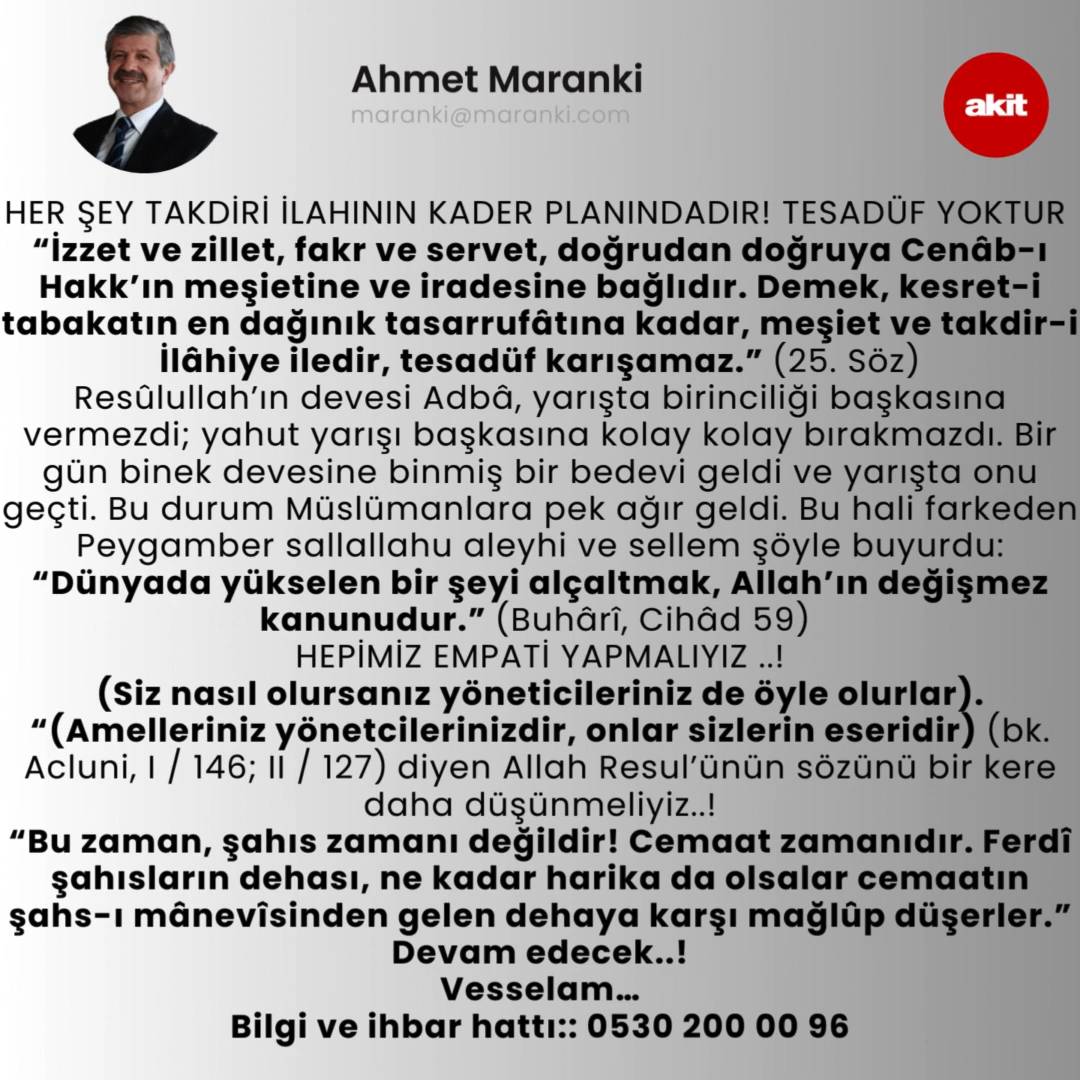 Ahmet Maranki
maranki@maranki.com
akit
HER ŞEY TAKDİRİ İLAHININ KADER PLANINDADIR! TESADÜF YOKTUR
“İzzet ve zillet, fakr ve servet, doğrudan doğruya Cenâb-ı
Hakk’ın meşietine ve iradesine bağlıdır. Demek, kesret-i
tabakatın en dağınık tasarrufâtına kadar, meşiet ve takdir-i
İlâhiye iledir, tesadüf karışamaz.” (25. Söz)
Resûlullah’ın devesi Adbâ, yarışta birinciliği başkasına
vermezdi; yahut yarışı başkasına kolay kolay bırakmazdı. Bir
gün binek devesine binmiş bir bedevi geldi ve yarışta onu
geçti. Bu durum Müslümanlara pek ağır geldi. Bu hali farkeden
Peygamber sallallahu aleyhi ve sellem şöyle buyurdu:
“Dünyada yükselen bir şeyi alçaltmak, Allah’ın değişmez
kanunudur.” (Buhârî, Cihâd 59)
HEPİMİZ EMPATİ YAPMALIYIZ ..!
(Siz nasıl olursanız yöneticileriniz de öyle olurlar).
“(Amelleriniz yönetcilerinizdir, onlar sizlerin eseridir) (bk.
Acluni, I / 146; II / 127) diyen Allah Resul’ünün sözünü bir kere
daha düşünmeliyiz..!
“Bu zaman, şahıs zamanı değildir! Cemaat zamanıdır. Ferdî
şahısların dehası, ne kadar harika da olsalar cemaatın
şahs-ı mânevîsinden gelen dehaya karşı mağlûp düşerler.”
Devam edecek..!
Vesselam...
Bilgi ve ihbar hattı:: 0530 200 00 96